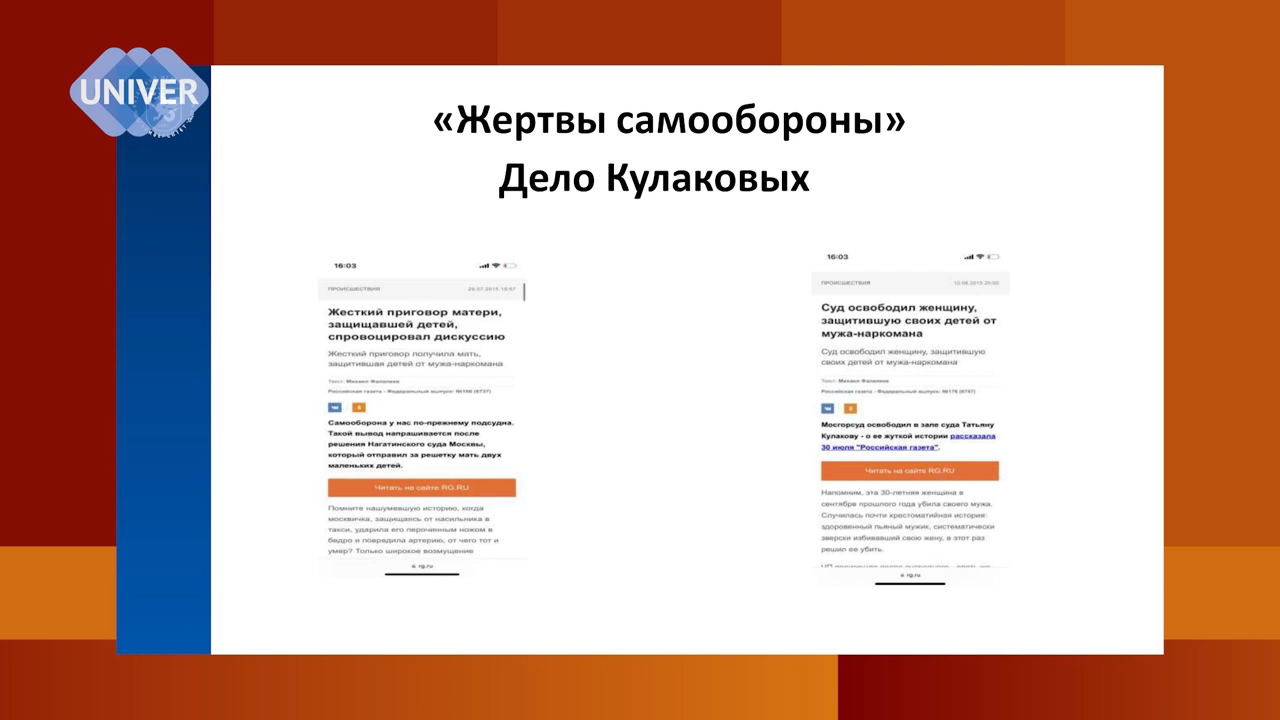 UNIVER
«Жертвы самообороны»
Дело Кулаковых
16:03
ПРОИСШЕСТВИЯ
Жесткий приговор матери,
защищавшей детей,
спровоцировал дискуссию
Жесткий приговор получила мать,
защитившая детей от мужа-наркомана
Текст: Михаил Фалалеев
Российская газета - Федеральный выпуск:
Самооборона у нас по-прежнему подсудна.
Такой вывод напрашивается после
решения Нагатинского суда Москвы,
который отправил за решетку мать двух
маленьких детей.
Читать на сайте RG.RU
Помните нашумевшую историю, когда
москвичка, защищаясь от насильника в
такси, ударила его перочинным ножом в
бедро и повредила артерию, от чего тот и
умер? Только широкое возмущение
rg.ru
16:03
ПРОИСШЕСТВИЯ
Суд освободил женщину,
защитившую своих детей от
мужа-наркомана
Суд освободил женщину, защитившую
своих детей от мужа-наркомана
Текст: Михаил Фалалеев
Российская газета - Федеральный выпуск:
Мосгорсуд освободил в зале суда Татьяну
Кулакову - о ее жуткой истории рассказала
30 июля "Российская газета".
Читать на сайте RG.RU
Напомним, эта 30-летняя женщина в
сентябре прошлого года убила своего мужа.
Случилась почти хрестоматийная история:
здоровенный пьяный мужик, систематически
зверски избивавший свою жену, в этот раз
решил ее убить.
rg.ru